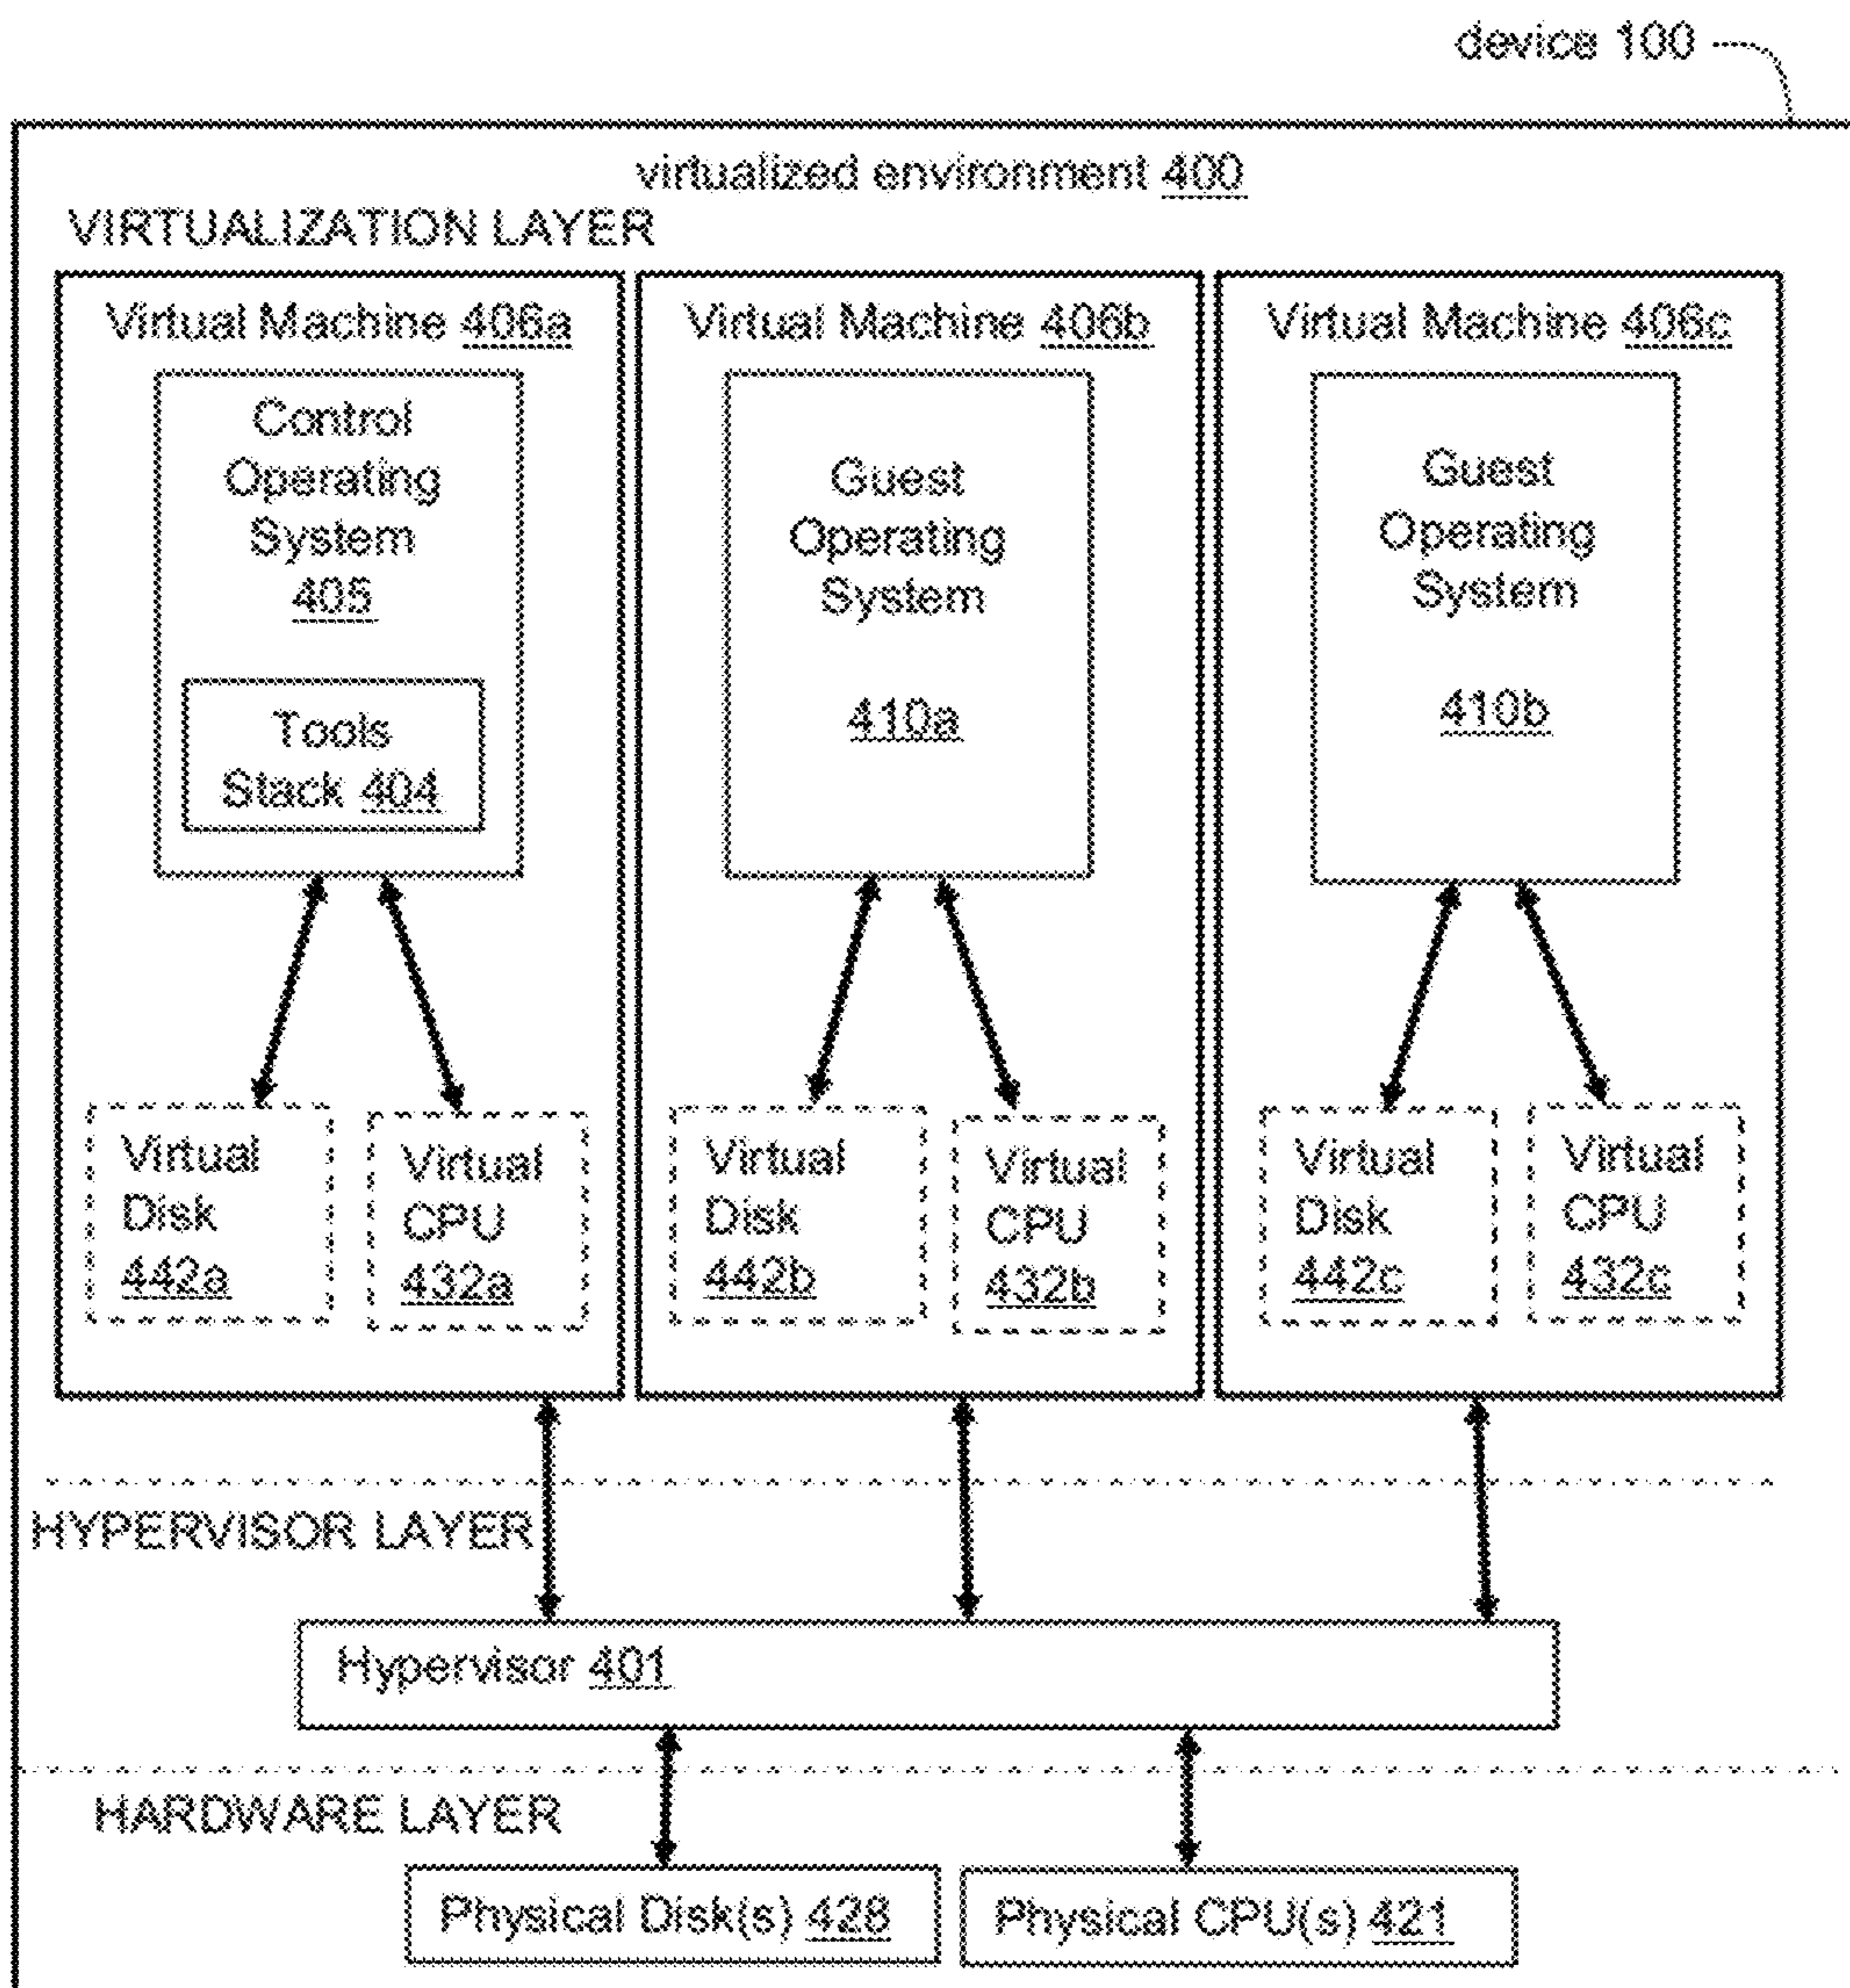 device 100
virtualized environment 400
VIRTUALIZATION LAYER
Virtual Machine 406a
Control
Operating
System
405
Tools
Stack 404
Virtual
Disk
442a
Virtual
CPU
432a
Virtual Machine 406b
Guest
Operating
System
410a
Virtual
Disk
442b
Virtual
CPU
432b
Virtual Machine 406c
Guest
Operating
System
410b
Virtual
Disk
442c
Virtual
CPU
432c
HYPERVISOR LAYER
Hypervisor 401
HARDWARE LAYER
Physical Disk(s) 428
Physical CPU(s) 421